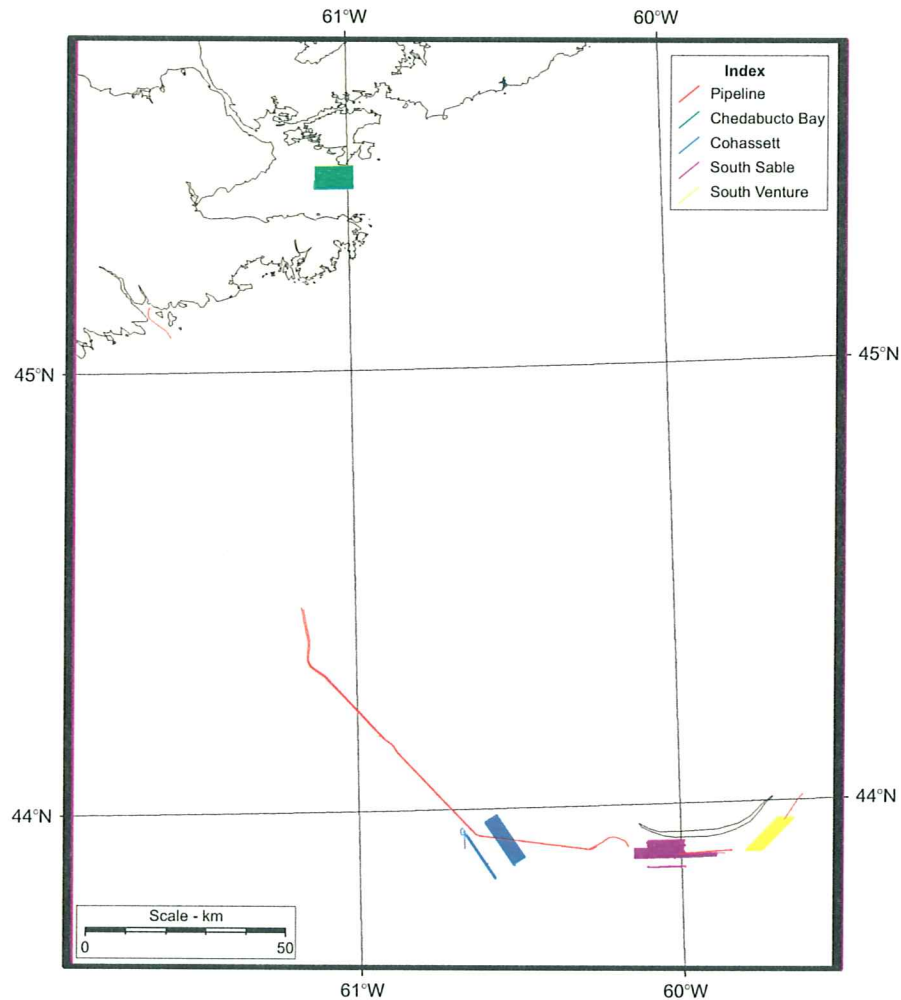 61°W 60°W
Index
Pipeline
Chedabucto Bay
Cohassett
South Sable
South Venture
45°N 45°N
44°N 44°N
Scale - km
0 50
61°W 60°W